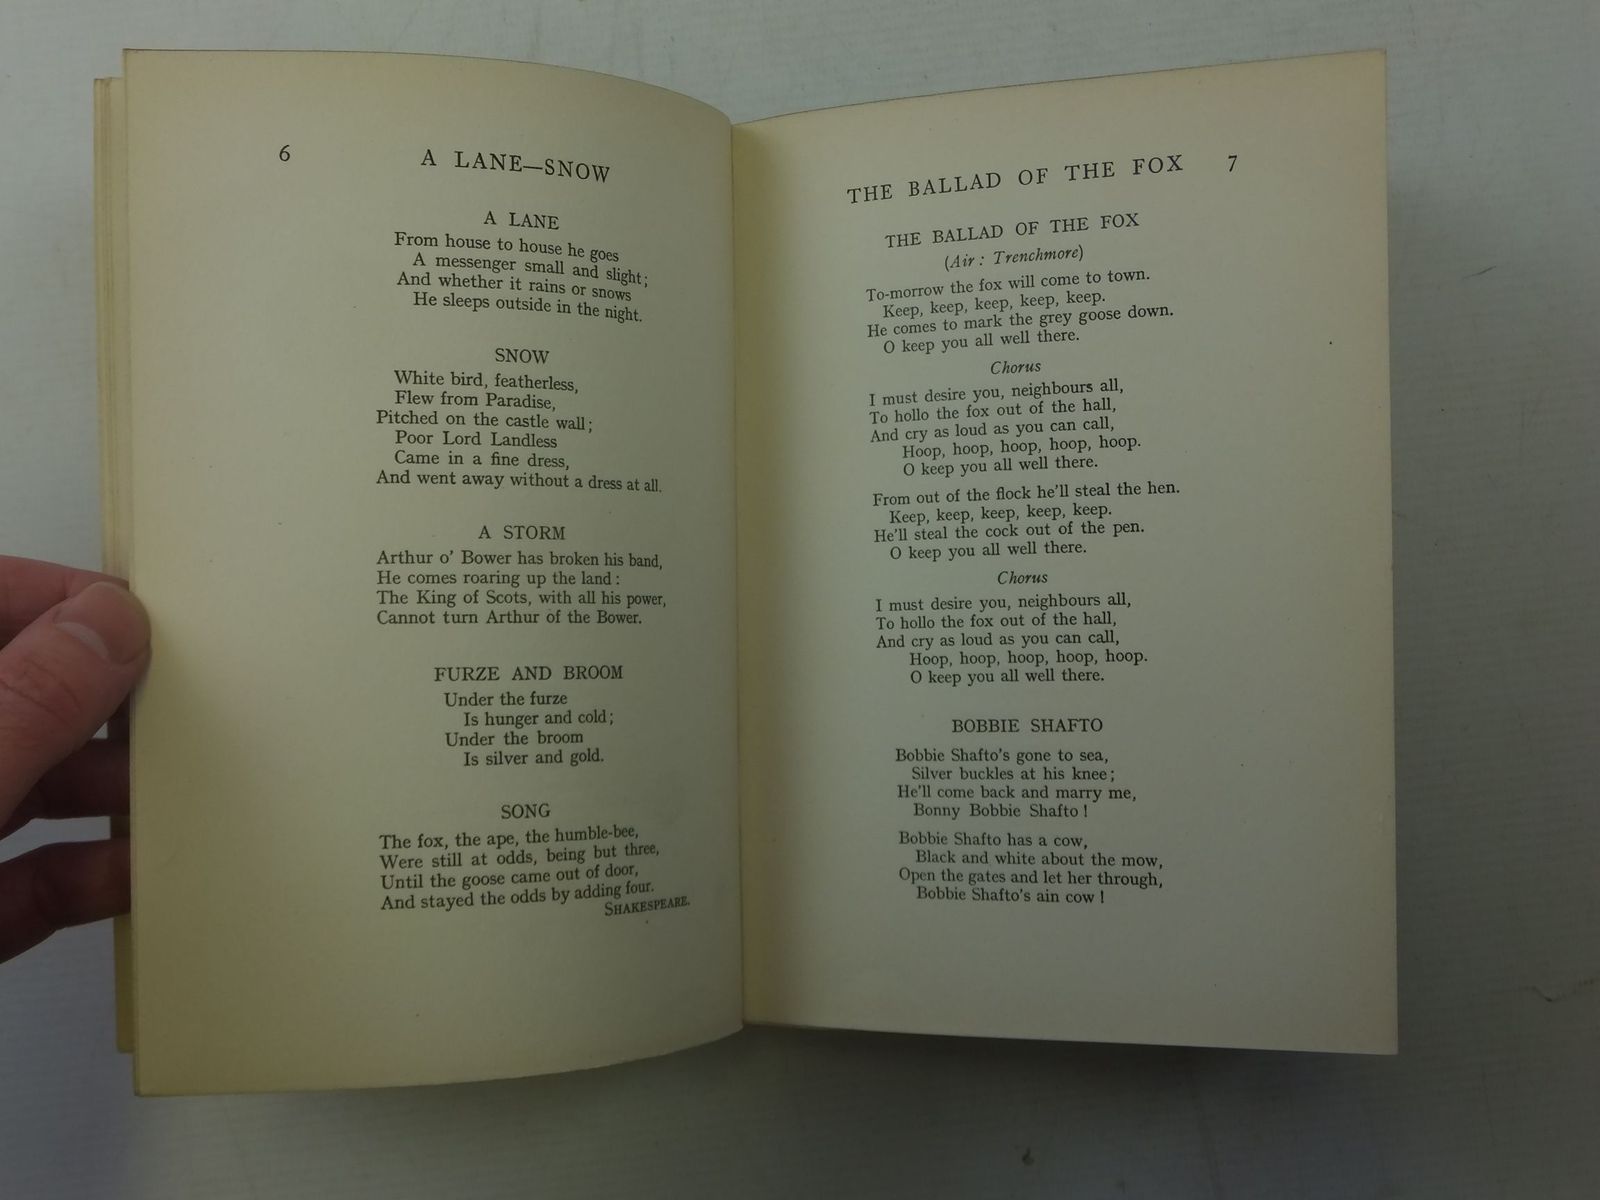 6
A LANE—SNOW
A LANE
From house to house he goes
A messenger small and slight;
And whether it rains or snows
He sleeps outside in the night.
SNOW
White bird, featherless,
Flew from Paradise,
Pitched on the castle wall;
Poor Lord Landless
Came in a fine dress,
And went away without a dress at all.
A STORM
Arthur o' Bower has broken his band,
He comes roaring up the land:
The King of Scots, with all his power,
Cannot turn Arthur of the Bower.
FURZE AND BROOM
Under the furze
Is hunger and cold;
Under the broom
Is silver and gold.
SONG
The fox, the ape, the humble-bee,
Were still at odds, being but three,
Until the goose came out of door,
And stayed the odds by adding four.
SHAKESPEARE.
THE BALLAD OF THE FOX 7
THE BALLAD OF THE FOX
(Air: Trenchmore)
To-morrow the fox will come to town.
Keep, keep, keep, keep, keep.
He comes to mark the grey goose down.
O keep you all well there.
Chorus
I must desire you, neighbours all,
To hollo the fox out of the hall,
And cry as loud as you can call,
Hoop, hoop, hoop, hoop, hoop.
O keep you all well there.
From out of the flock he'll steal the hen.
Keep, keep, keep, keep, keep.
He'll steal the cock out of the pen.
O keep you all well there.
Chorus
I must desire you, neighbours all,
To hollo the fox out of the hall,
And cry as loud as you can call,
Hoop, hoop, hoop, hoop, hoop.
O keep you all well there.
BOBBIE SHAFTO
Bobbie Shafto's gone to sea,
Silver buckles at his knee;
He'll come back and marry me,
Bonny Bobbie Shafto!
Bobbie Shafto has a cow,
Black and white about the mow,
Open the gates and let her through,
Bobbie Shafto's ain cow!